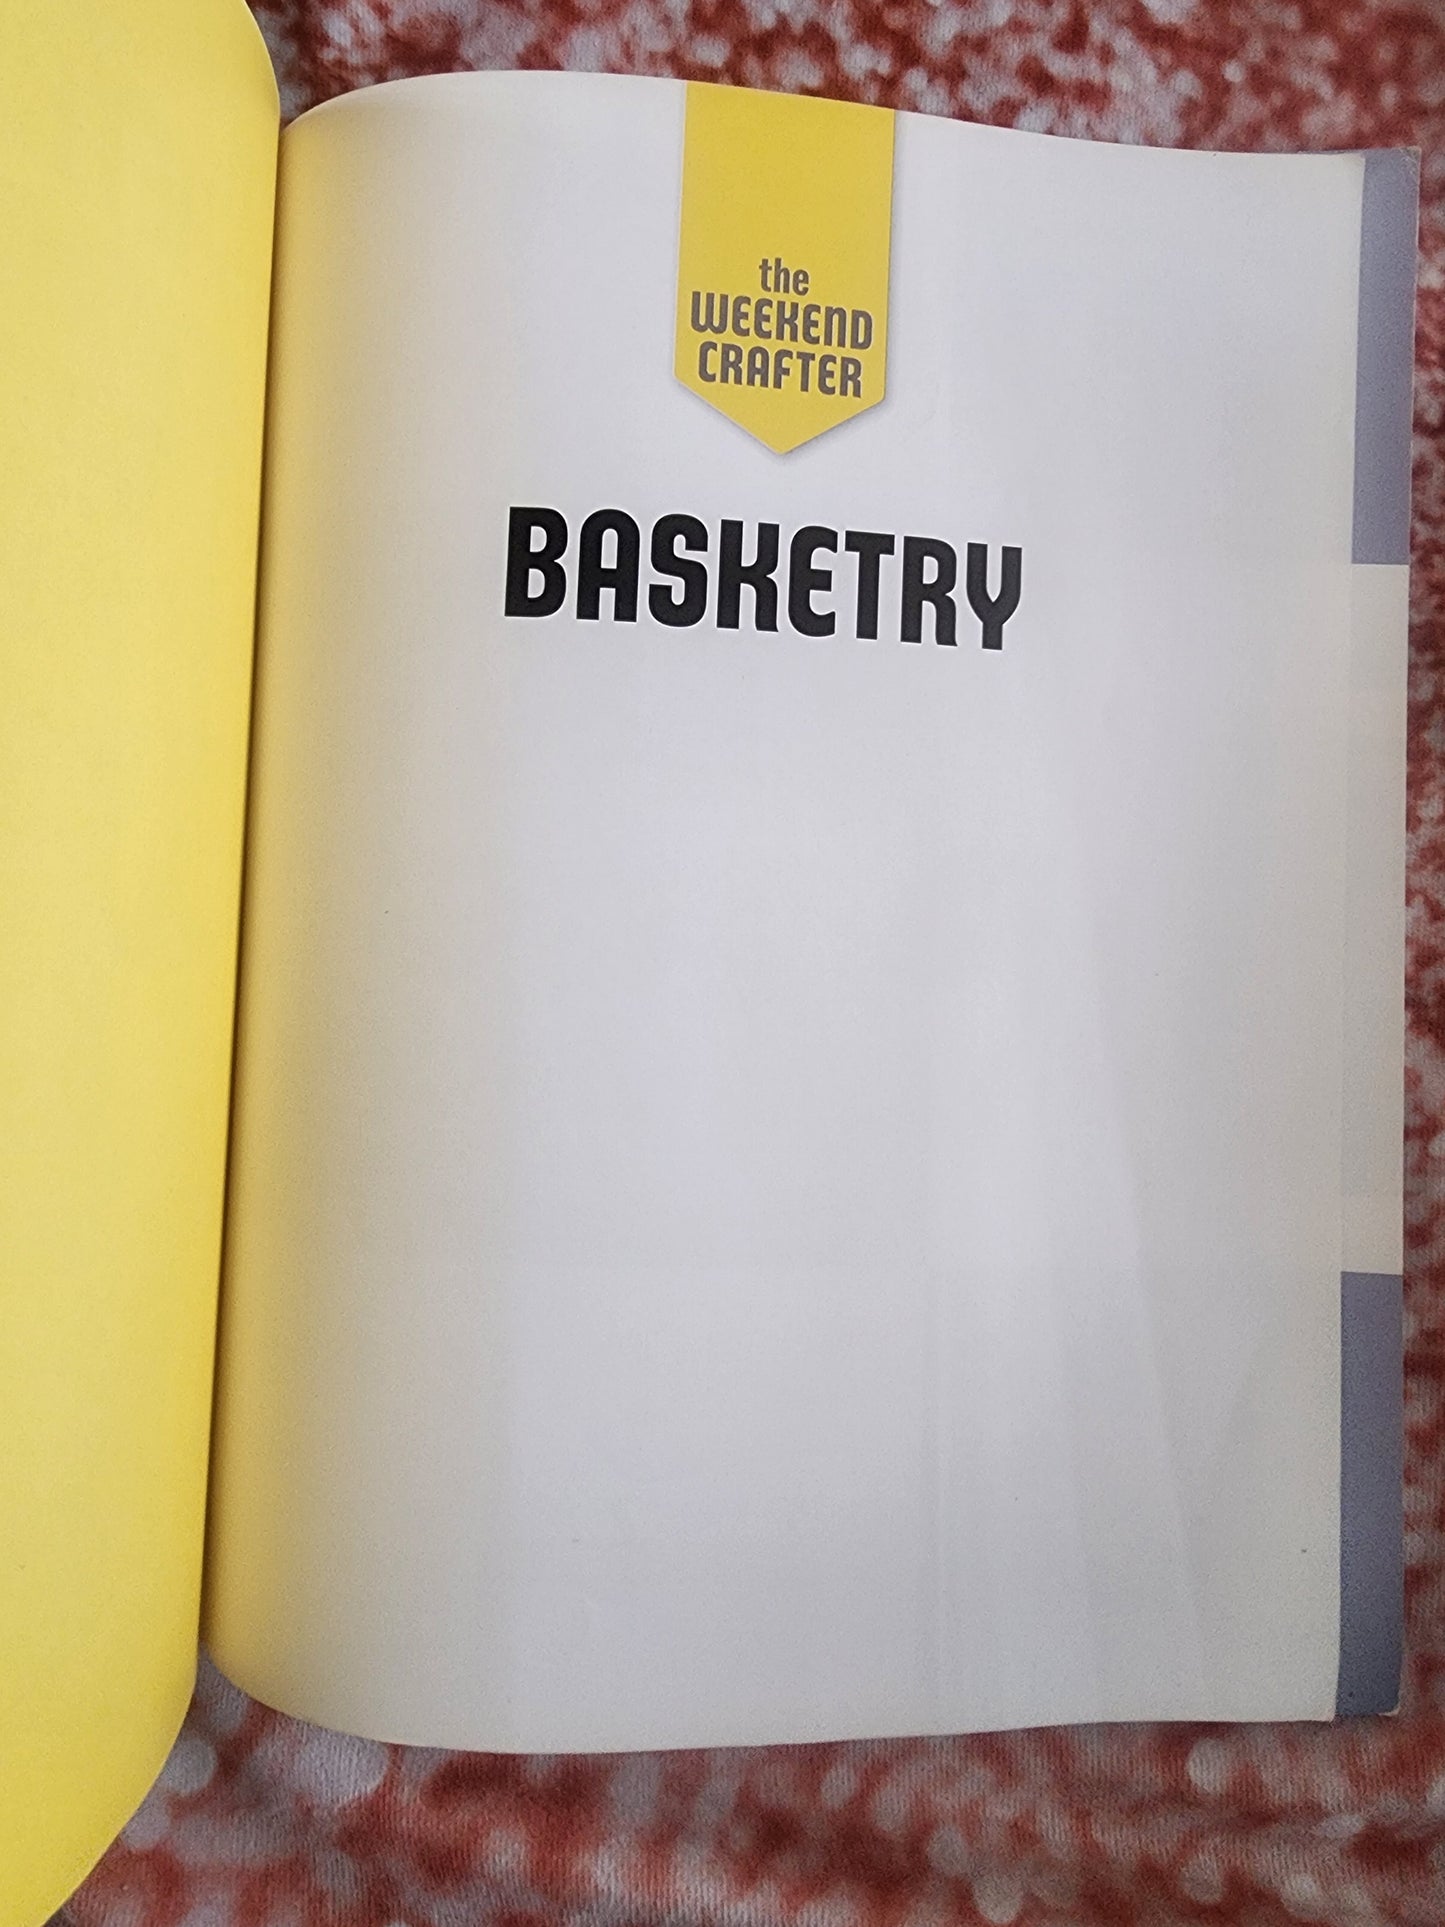 the
WEEKEND
CRAFTER
BASKETRY